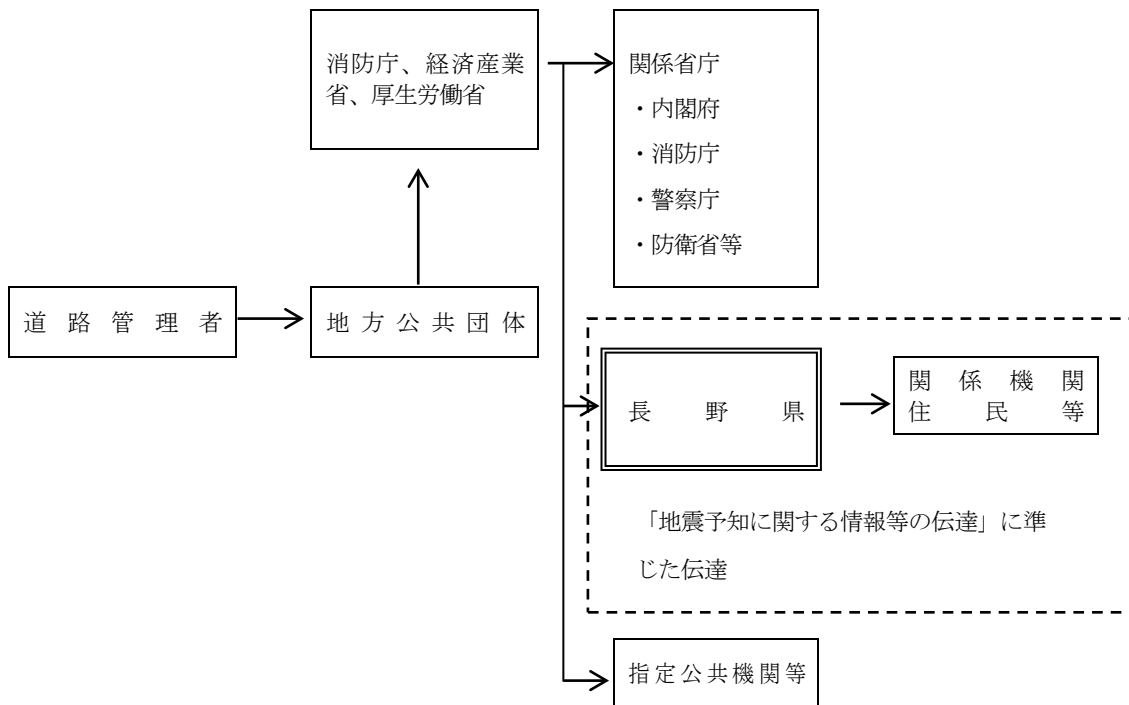 消防庁、経済産業
省、厚生労働省
関係省庁
・内閣府
・消防庁
・警察庁
・防衛省等
道路管理者
地方公共団体
長野県
関係機関
住民等
「地震予知に関する情報等の伝達」に準
じた伝達
指定公共機関等